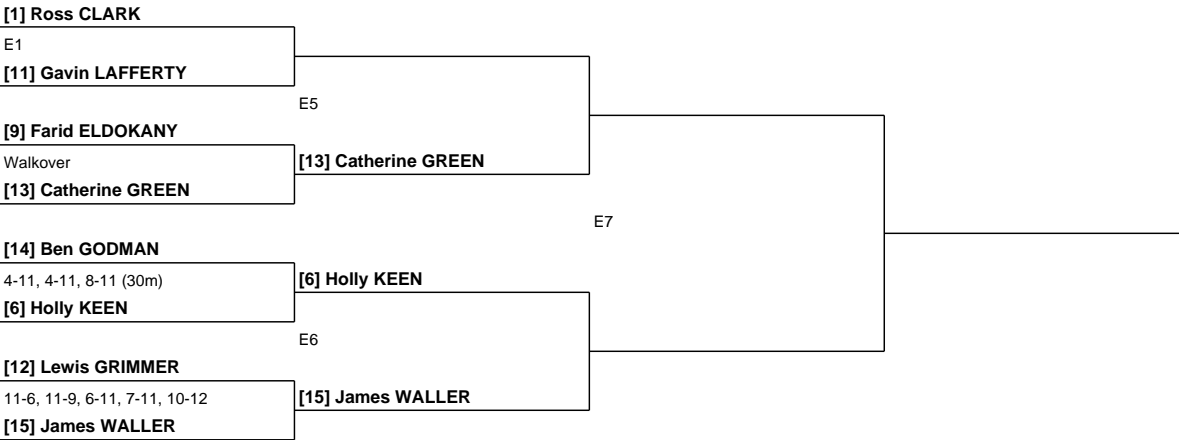 [1] Ross CLARK
E1
[11] Gavin LAFFERTY
E5
[9] Farid ELDOKANY
Walkover
[13] Catherine GREEN
[13] Catherine GREEN
E7
[14] Ben GODMAN
4-11, 4-11, 8-11 (30m)
[6] Holly KEEN
[6] Holly KEEN
E6
[12] Lewis GRIMMER
11-6, 11-9, 6-11, 7-11, 10-12
[15] James WALLER
[15] James WALLER